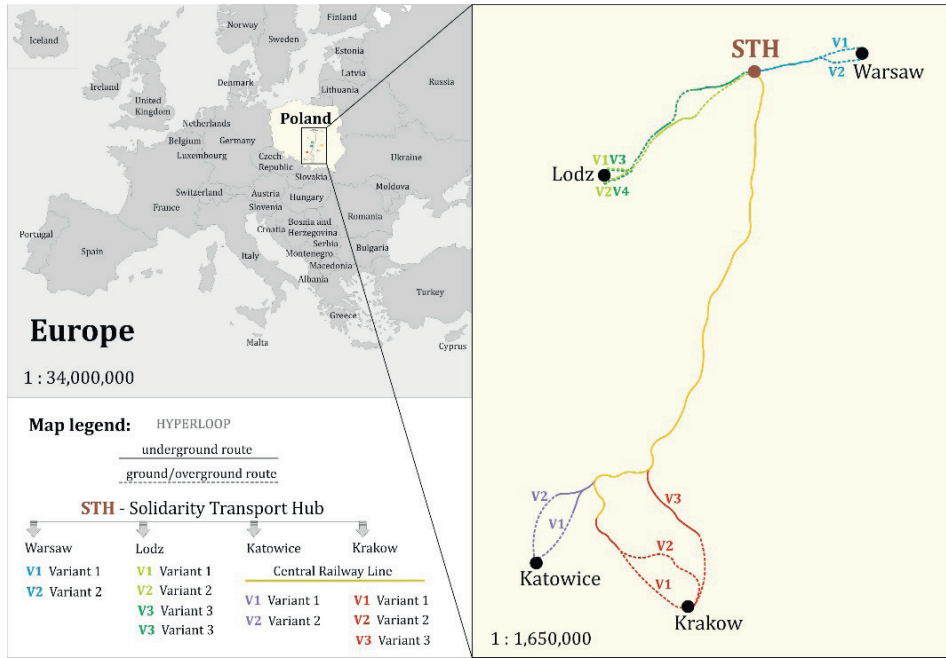 Iceland
Norway
Finland
Sweden
Estonia
Latvia
Russia
Denmark
Lithuania
Ireland
United
Kingdom
Poland
Netherlands
Belgium
Germany
Luxembourg
Czech
Republic
Ukraine
Slovakia
Switzerland
Austria
Moldova
France
Slovenia
Hungary
Romania
Croatia
Bosnia and
Herzegovina
Serbia
Portugal
Spain
Italy
Montenegro
Bulgaria
Macedonia
Albania
Turkey
Greece
Malta
Cyprus
Europe
1 : 34,000,000
STH
V1
V2
Warsaw
V1 V3
Lodz
V2 V4
V2
V1
V3
V2
V1
Katowice
Krakow
1 : 1,650,000
Map legend: HYPERLOOP
underground route
ground/overground route
STH - Solidarity Transport Hub
Warsaw Lodz Katowice Krakow
V1 Variant 1
V2 Variant 2
V1 Variant 1
V2 Variant 2
V3 Variant 3
V3 Variant 3
Central Railway Line
V1 Variant 1
V2 Variant 2
V1 Variant 1
V2 Variant 2
V3 Variant 3